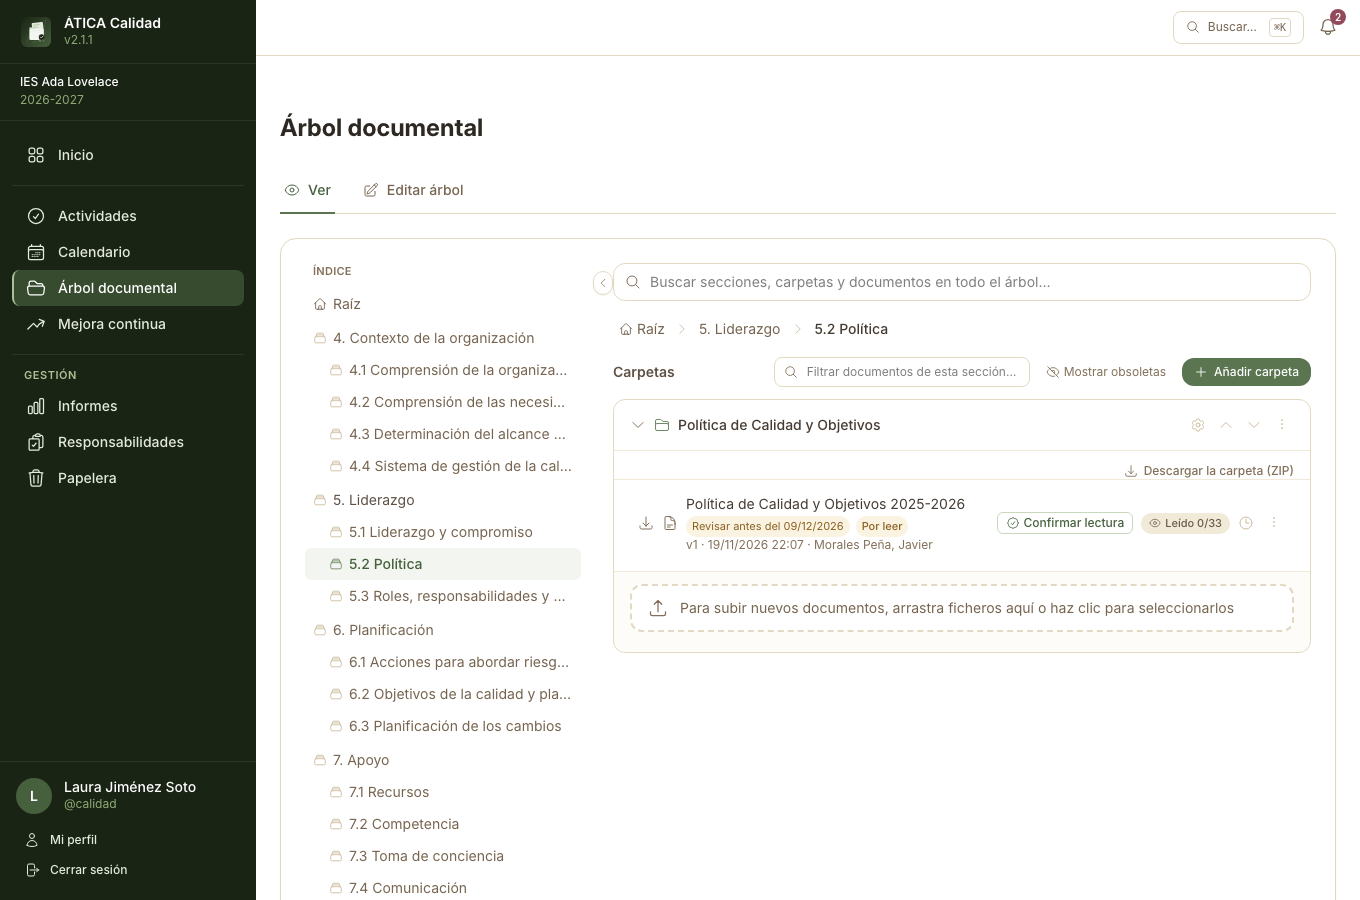 ÁTICA Calidad
v2.1.1
IES Ada Lovelace
2026-2027
Inicio
Actividades
Calendario
Árbol documental
Mejora continua
GESTIÓN
Informes
Responsabilidades
Papelera
L
Laura Jiménez Soto
@calidad
Mi perfil
Cerrar sesión
Buscar... ⌘K
2
Árbol documental
Ver
Editar árbol
ÍNDICE
Raíz
4. Contexto de la organización
4.1 Comprensión de la organiza...
4.2 Comprensión de las necesi...
4.3 Determinación del alcance ...
4.4 Sistema de gestión de la cal...
5. Liderazgo
5.1 Liderazgo y compromiso
5.2 Política
5.3 Roles, responsabilidades y ...
6. Planificación
6.1 Acciones para abordar riesg...
6.2 Objetivos de la calidad y pla...
6.3 Planificación de los cambios
7. Apoyo
7.1 Recursos
7.2 Competencia
7.3 Toma de conciencia
7.4 Comunicación
Buscar secciones, carpetas y documentos en todo el árbol...
Raíz > 5. Liderazgo > 5.2 Política
Carpetas
Filtrar documentos de esta sección...
Mostrar obsoletas
Añadir carpeta
Política de Calidad y Objetivos
Descargar la carpeta (ZIP)
Política de Calidad y Objetivos 2025-2026
Revisar antes del 09/12/2026 Por leer
v1 · 19/11/2026 22:07 · Morales Peña, Javier
Confirmar lectura
Leído 0/33
Para subir nuevos documentos, arrastra ficheros aquí o haz clic para seleccionarlos